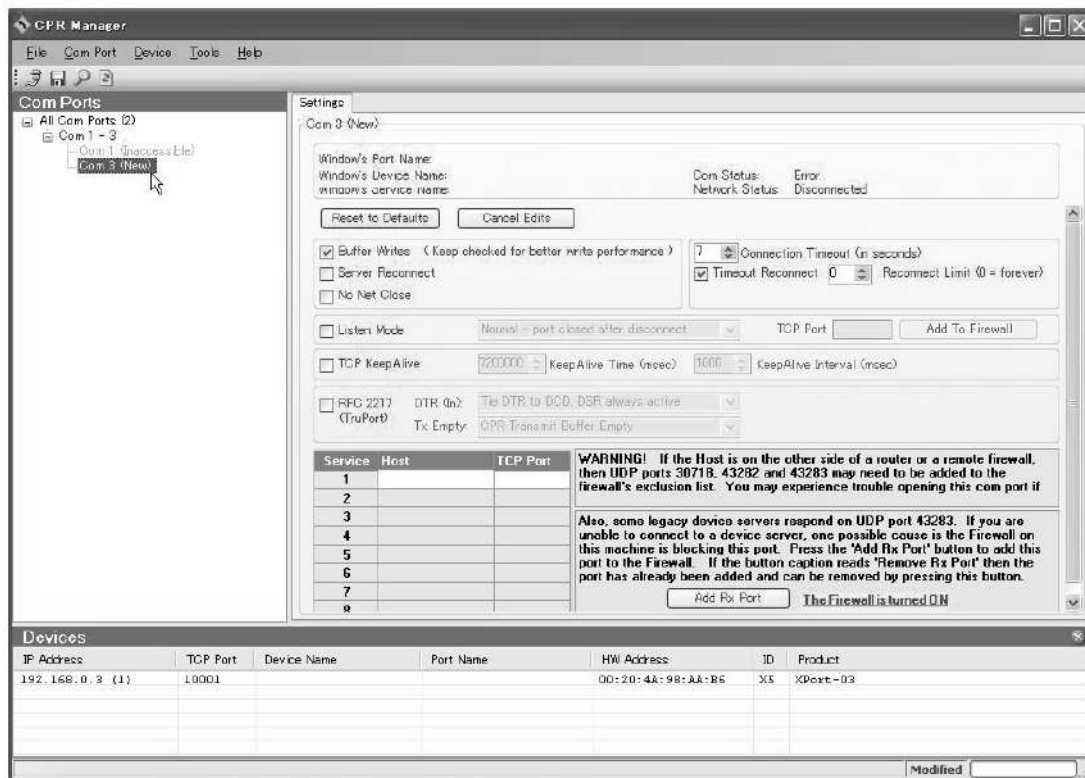 CPR Manager
File Com Port Device Tools Help
Com Ports
All Com Ports (2)
Com 1 - 3
Com 1 (Inaccessible)
Com 3 (New)
Settings
Com 3 (New)
Window's Port Name:
Window's Device Name: Com Status: Error
Window's Service Name: Network Status: Disconnected
Reset to Defaults Cancel Edits
Buffer Writes ( Keep checked for better write performance ) 7 Connection Timeout (in seconds)
Server Reconnect Timeout Reconnect 0 Reconnect Limit (0 = forever)
No Net Close
Listen Mode Normal - port closed after disconnect TCP Port Add To Firewall
TCP KeepAlive 7200000 KeepAlive Time (msec) 1000 KeepAlive Interval (msec)
RFC 2217 DTR (In): Tie DTR to DCD, DSR always active
(TruPort) Tx Empty: CPR Transmit Buffer Empty
Service Host TCP Port
1
2
3
4
5
6
7
8
WARNING! If the Host is on the other side of a router or a remote firewall,
then UDP ports 30718, 43282 and 43283 may need to be added to the
firewall's exclusion list. You may experience trouble opening this com port if
Also, some legacy device servers respond on UDP port 43283. If you are
unable to connect to a device server, one possible cause is the Firewall on
this machine is blocking this port. Press the 'Add Rx Port' button to add this
port to the Firewall. If the button caption reads 'Remove Rx Port' then the
port has already been added and can be removed by pressing this button.
Add Rx Port The Firewall is turned ON
Devices
IP Address TCP Port Device Name Port Name HW Address ID Product
192.168.0.3 (1) 10001 00:20:4A:98:AA:B6 X5 XPort-03
Modified